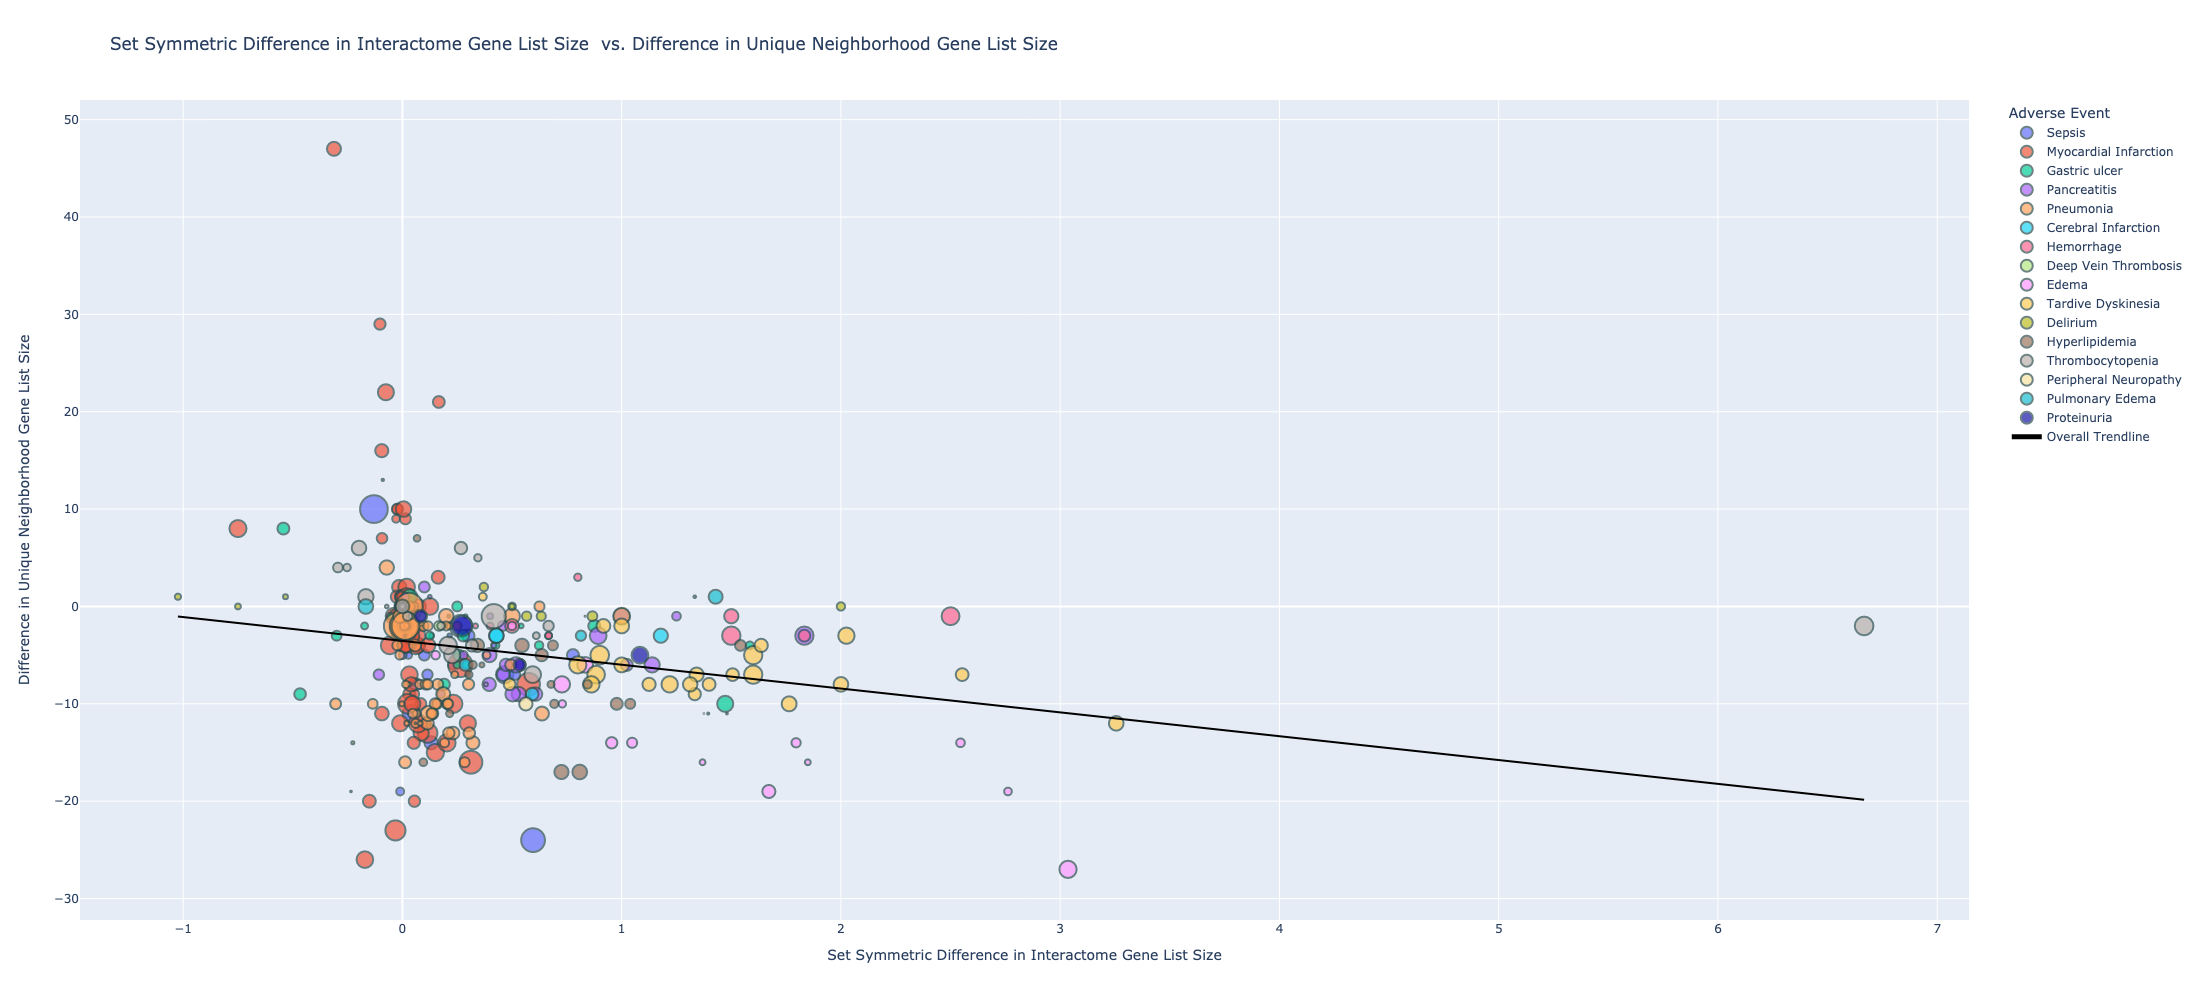 Set Symmetric Difference in Interactome Gene List Size  vs. Difference in Unique Neighborhood Gene List Size
50
40
30
20
10
0
−10
−20
−30
Difference in Unique Neighborhood Gene List Size
−1
0
1
2
3
4
5
6
7
Set Symmetric Difference in Interactome Gene List Size
Adverse Event
Sepsis
Myocardial Infarction
Gastric ulcer
Pancreatitis
Pneumonia
Cerebral Infarction
Hemorrhage
Deep Vein Thrombosis
Edema
Tardive Dyskinesia
Delirium
Hyperlipidemia
Thrombocytopenia
Peripheral Neuropathy
Pulmonary Edema
Proteinuria
Overall Trendline